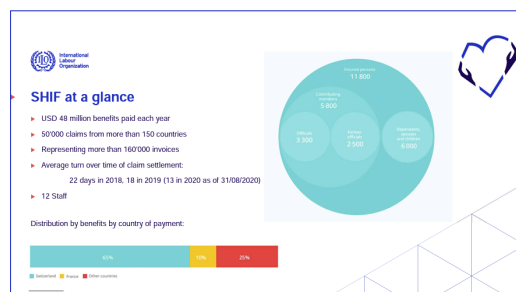 International
Labour
Organization
SHIF at a glance
USD 48 million benefits paid each year
50'000 claims from more than 150 countries
Representing more than 160'000 invoices
Average turn over time of claim settlement:
22 days in 2018, 18 in 2019 (13 in 2020 as of 31/08/2020)
12 Staff
Insured persons
11 800
Contributing
members
5 800
Officials
3 300
Former
officials
2 500
Dependants,
6 000
Distribution by benefits by country of payment:
65%
10%
25%
Switzerland
France
Other countries